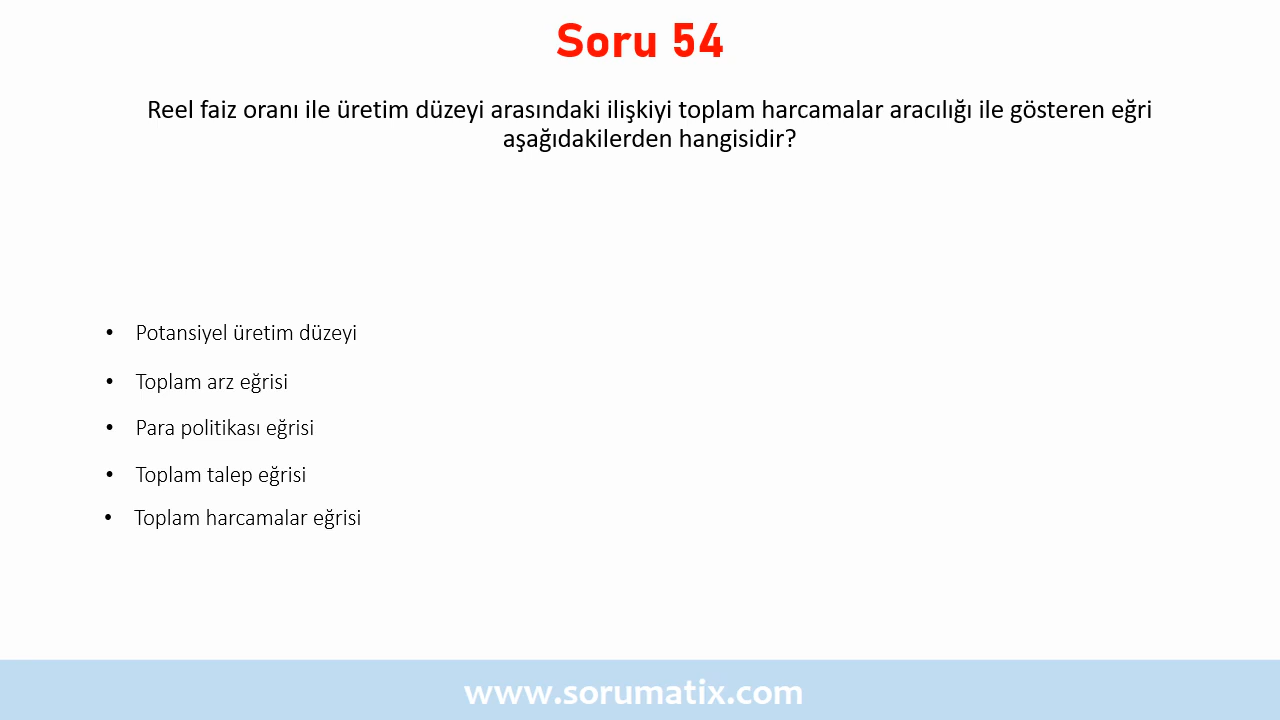 Soru 54
Reel faiz oranı ile üretim düzeyi arasındaki ilişkiyi toplam harcamalar aracılığı ile gösteren eğri
aşağıdakilerden hangisidir?
• Potansiyel üretim düzeyi
• Toplam arz eğrisi
• Para politikası eğrisi
• Toplam talep eğrisi
• Toplam harcamalar eğrisi
www.sorumatix.com